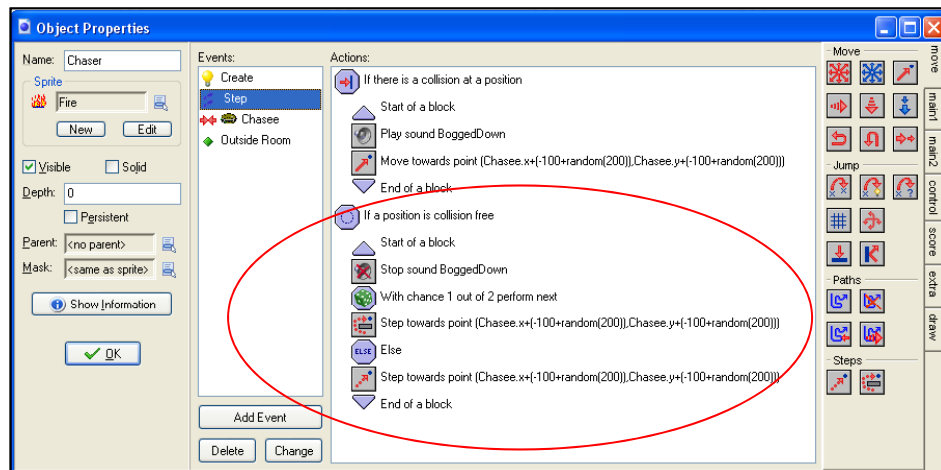 Object Properties
Name: Chaser
Sprite
Fire
New Edit
Visible Solid
Depth: 0
Persistent
Parent: <no parent>
Mask: <same as sprite>
Show Information
OK
Events:
Create
Step
Chasee
Outside Room
Add Event
Delete Change
Actions:
If there is a collision at a position
Start of a block
Play sound BoggedDown
Move towards point (Chasee.x+(-100+random(200)),Chasee.y+(-100+random(200)))
End of a block
If a position is collision free
Start of a block
Stop sound BoggedDown
With chance 1 out of 2 perform next
Step towards point (Chasee.x+(-100+random(200)),Chasee.y+(-100+random(200)))
ELSE Else
Step towards point (Chasee.x+(-100+random(200)),Chasee.y+(-100+random(200)))
End of a block
Move
Jump
Paths
Steps
move
main1
main2
control
score
extra
draw